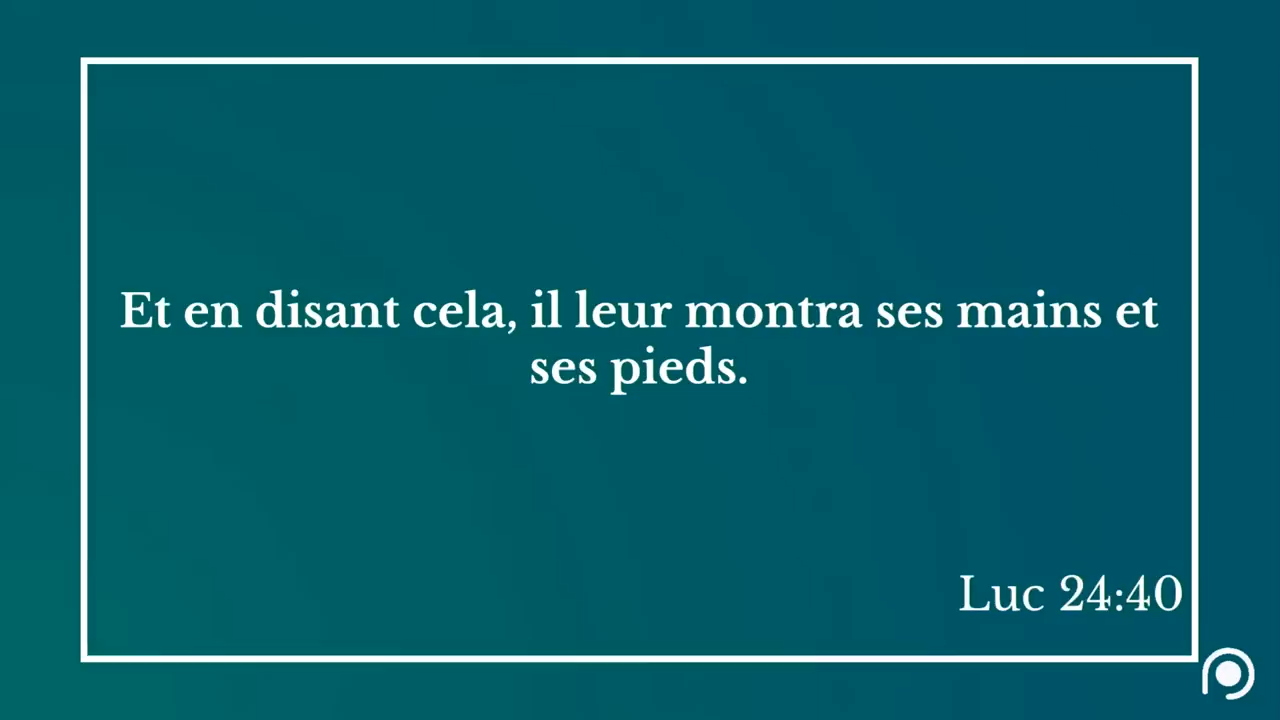 Et en disant cela, il leur montra ses mains et
ses pieds.
Luc 24:40